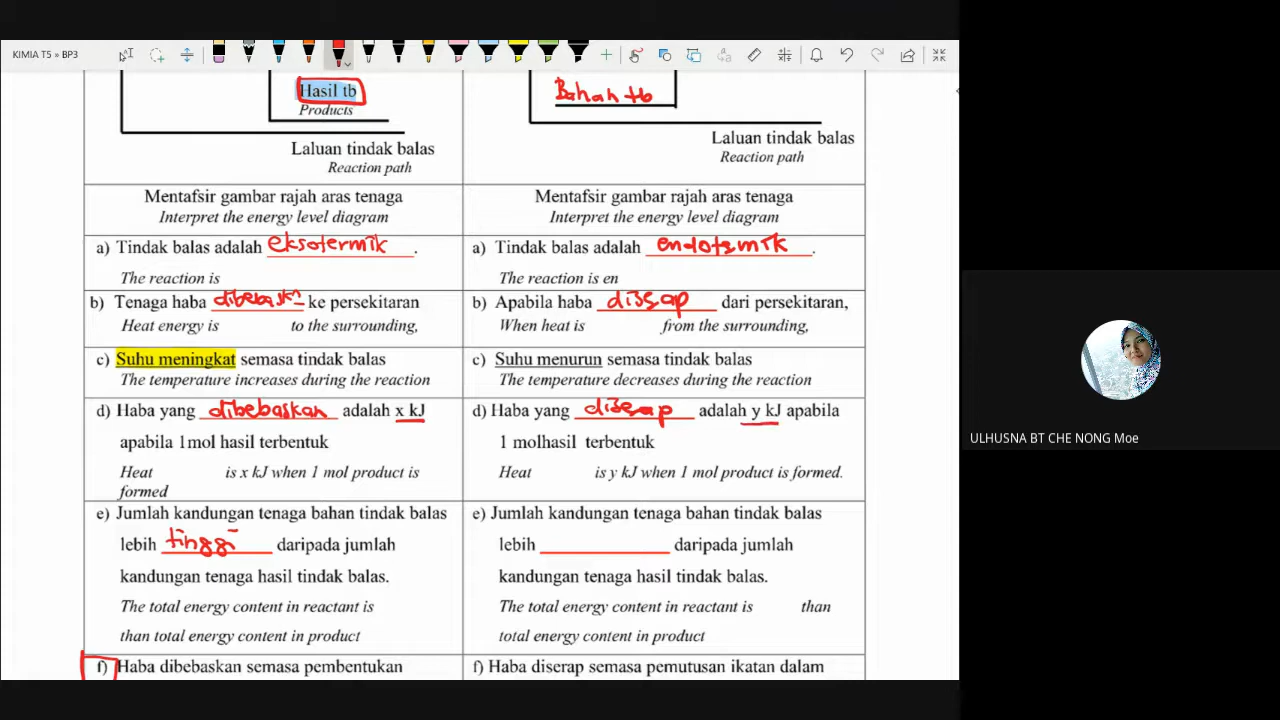 KIMIA T5 » BP3
Hasil tb
Products
Laluan tindak balas
Reaction path
Bahan tb
Laluan tindak balas
Reaction path
Mentafsir gambar rajah aras tenaga
Interpret the energy level diagram
Mentafsir gambar rajah aras tenaga
Interpret the energy level diagram
a) Tindak balas adalah eksotermik.
The reaction is
a) Tindak balas adalah endotermik.
The reaction is en
b) Tenaga haba dibebaskn ke persekitaran
Heat energy is to the surrounding,
b) Apabila haba diserap dari persekitaran,
When heat is from the surrounding,
c) Suhu meningkat semasa tindak balas
The temperature increases during the reaction
c) Suhu menurun semasa tindak balas
The temperature decreases during the reaction
d) Haba yang dibebaskan adalah x kJ
apabila 1mol hasil terbentuk
Heat is x kJ when 1 mol product is
formed
d) Haba yang diserap adalah y kJ apabila
1 molhasil terbentuk
Heat is y kJ when 1 mol product is formed.
e) Jumlah kandungan tenaga bahan tindak balas
lebih tinggi daripada jumlah
kandungan tenaga hasil tindak balas.
The total energy content in reactant is
than total energy content in product
e) Jumlah kandungan tenaga bahan tindak balas
lebih daripada jumlah
kandungan tenaga hasil tindak balas.
The total energy content in reactant is than
total energy content in product
f) Haba dibebaskan semasa pembentukan
f) Haba diserap semasa pemutusan ikatan dalam
ULHUSNA BT CHE NONG Moe